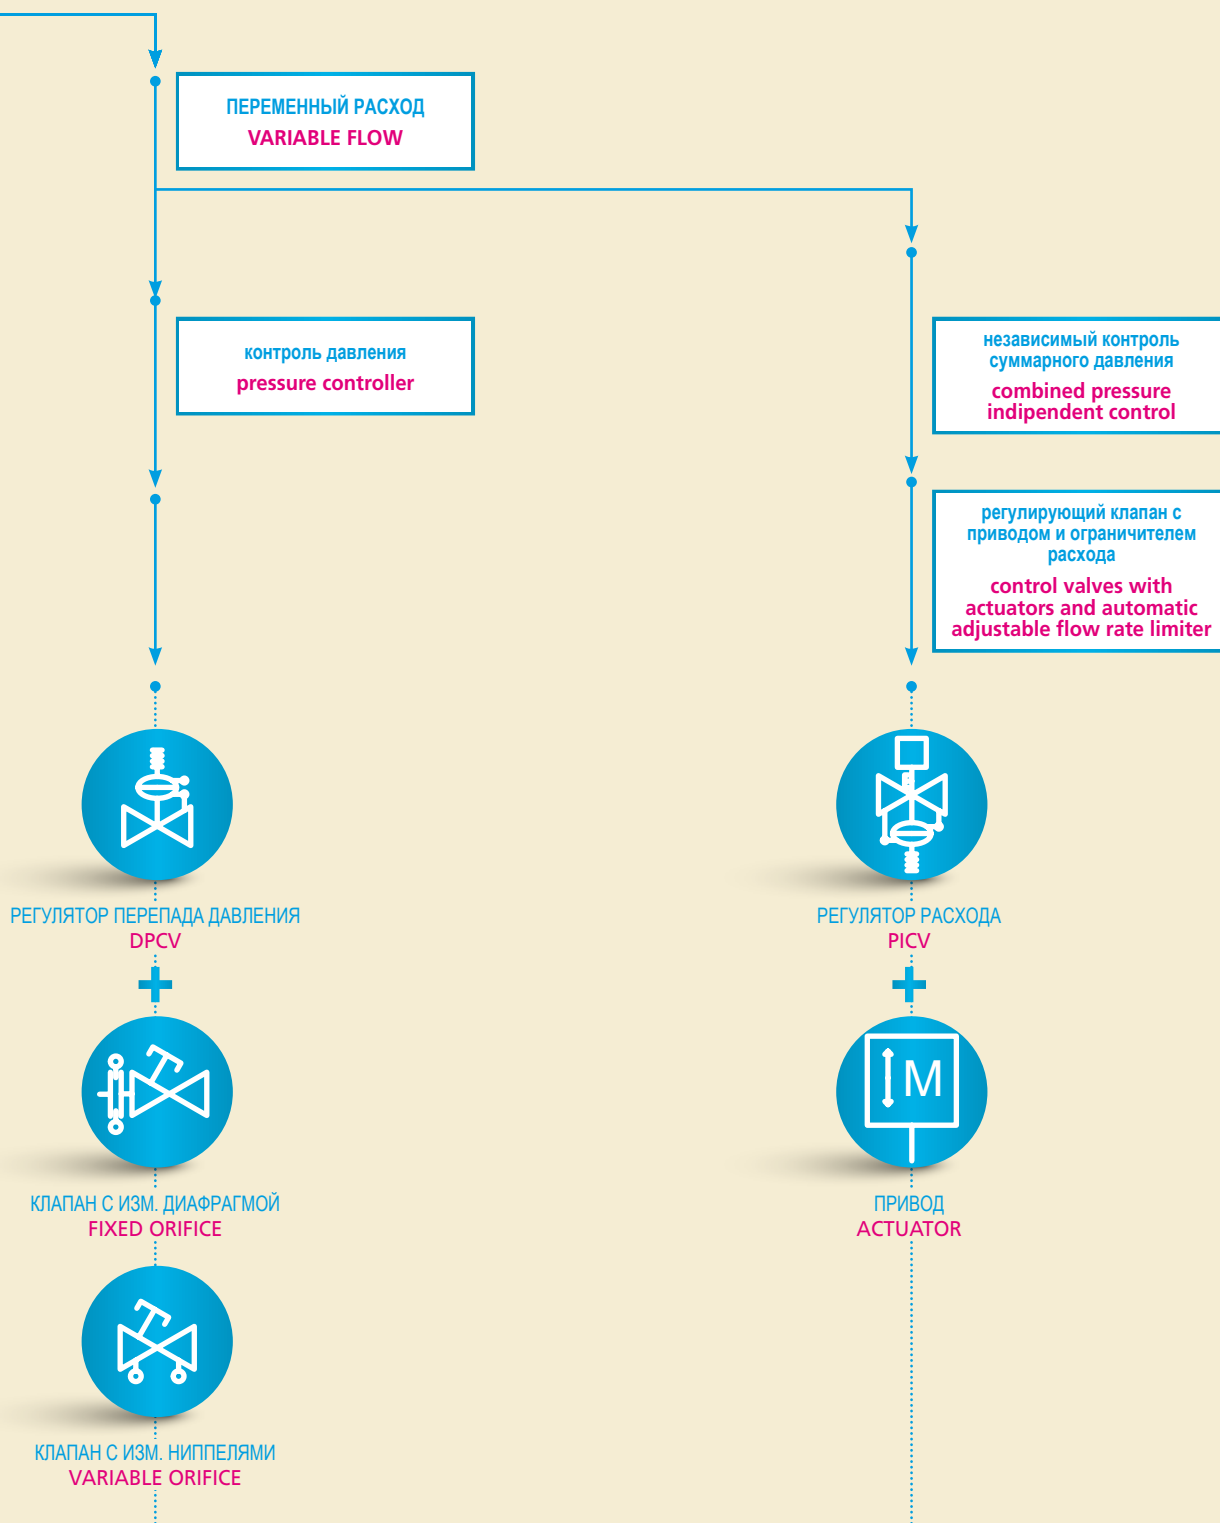 ПЕРЕМЕННЫЙ РАСХОД
VARIABLE FLOW
контроль давления
pressure controller
независимый контроль
суммарного давления
combined pressure
indipendent control
регулирующий клапан с
приводом и ограничителем
расхода
control valves with
actuators and automatic
adjustable flow rate limiter
РЕГУЛЯТОР ПЕРЕПАДА ДАВЛЕНИЯ
DPCV
РЕГУЛЯТОР РАСХОДА
PICV
M
КЛАПАН С ИЗМ. ДИАФРАГМОЙ
FIXED ORIFICE
ПРИВОД
ACTUATOR
КЛАПАН С ИЗМ. НИППЕЛЯМИ
VARIABLE ORIFICE